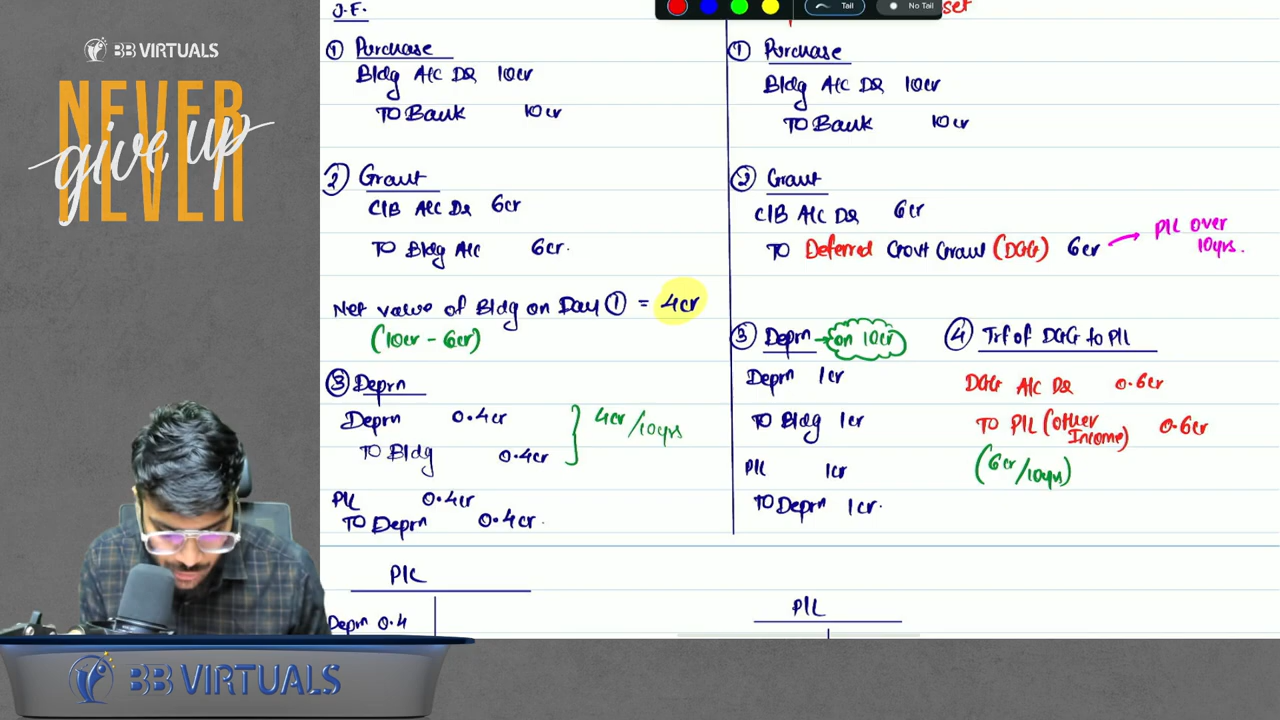 BB VIRTUALS
NEVER
give up
NEVER
BB VIRTUALS
Tail
No Tail
J.E.
① Purchase
Bldg A/c DR 10cr
TO Bank 10cr
② Grant
C/B A/c DR 6cr
TO Bldg A/c 6cr.
Net value of Bldg on Day ① = 4cr
(10cr - 6cr)
③ Deprn
Deprn 0.4cr
TO Bldg 0.4cr
4cr/10yrs
P/L 0.4cr
TO Deprn 0.4cr.
P/L
Deprn 0.4
set
① Purchase
Bldg A/c DR 10cr
TO Bank 10cr
② Grant
C/B A/c DR 6cr
TO Deferred Govt Grant (DGG) 6cr
P/L over
10yrs.
③ Deprn → on 10cr
Deprn 1cr
TO Bldg 1cr
P/L 1cr
TO Deprn 1cr.
④ Trf of DGG to P/L
DGG A/c DR 0.6cr
TO P/L (other Income) 0.6cr
(6cr/10yrs)
P/L